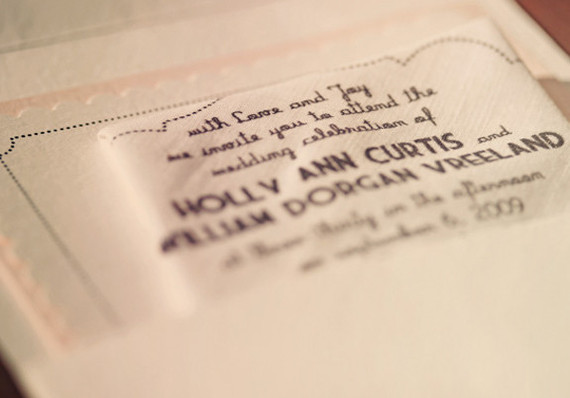 with Love and Joy
we invite you to attend the
wedding celebration of
HOLLY ANN CURTIS and
WILLIAM DORGAN VREELAND
in the afternoon
on september 6, 2009